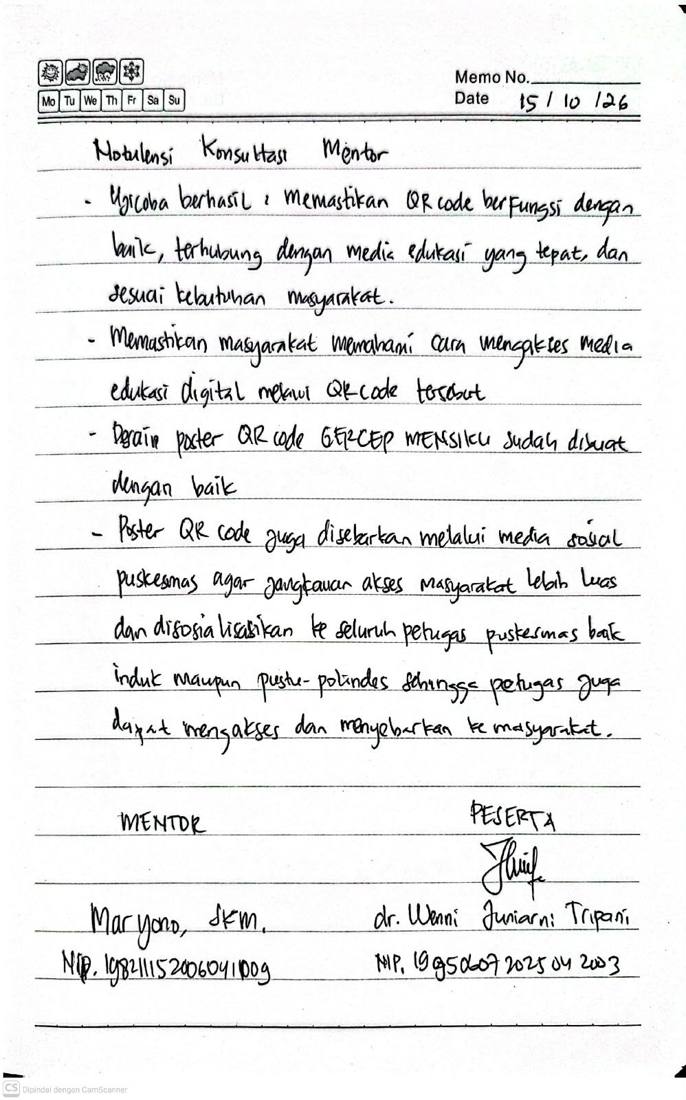 Memo No.
Mo Tu We Th Fr Sa Su
Date 15 / 10 / 26
Notulensi Konsultasi Mentor
- Ujicoba berhasil : Memastikan QR code berfungsi dengan
baik, terhubung dengan media edukasi yang tepat, dan
sesuai kebutuhan masyarakat.
- Memastikan masyarakat memahami cara mengakses media
edukasi digital melalui QR code tersebut
- Desain poster QR code GERCEP MENSIKU sudah dibuat
dengan baik
- Poster QR code juga disebarkan melalui media sosial
puskesmas agar jangkauan akses masyarakat lebih luas
dan disosialisasikan ke seluruh petugas puskesmas baik
induk maupun pustu-polindes sehingga petugas juga
dapat mengakses dan menyebarkan ke masyarakat.
MENTOR PESERTA
Maryono, SKM. dr. Wenni Juniarni Tripani
NIP. 198211152006041009 NIP. 19950607 2025 04 2003
CS Dipindai dengan CamScanner